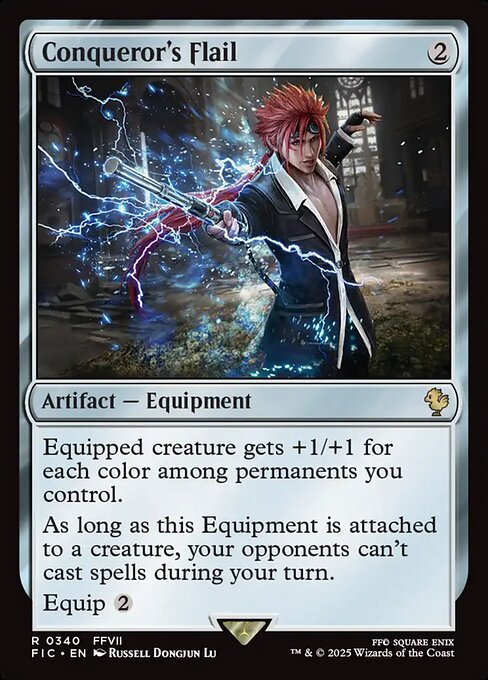 Conqueror's Flail 2
Artifact — Equipment
Equipped creature gets +1/+1 for
each color among permanents you
control.
As long as this Equipment is attached
to a creature, your opponents can't
cast spells during your turn.
Equip 2
R 0340 FFVII
FIC • EN Russell Dongjun Lu
FF© SQUARE ENIX
™ & © 2025 Wizards of the Coast